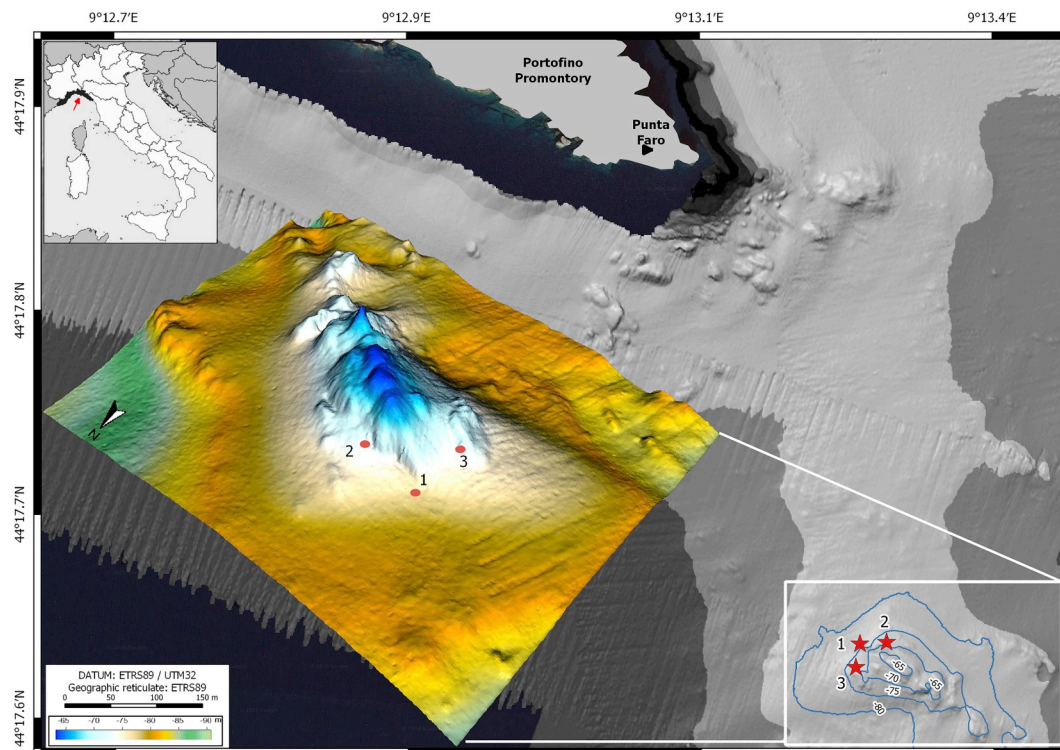 9°12.7'E 9°12.9'E 9°13.1'E 9°13.4'E
44°17.9'N
44°17.8'N
44°17.7'N
44°17.6'N
Portofino
Promontory
Punta
Faro
N
2
3
1
2
1
3
-65
-70
-65
-75
-80
DATUM: ETRS89 / UTM32
Geographic reticulate: ETRS89
0 50 100 150 m
-65 -75 -80 -85 -90 m